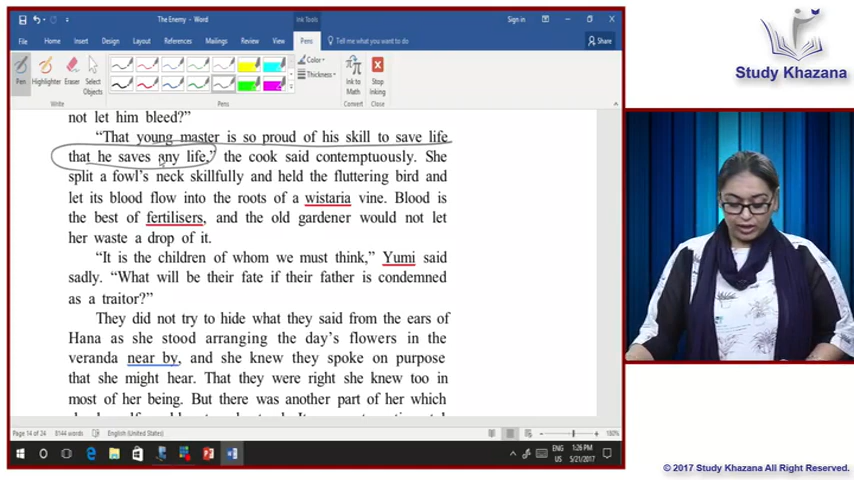 The Enemy - Word
Ink Tools
Sign in
File
Home
Insert
Design
Layout
References
Mailings
Review
View
Pens
Tell me what you want to do
Share
Pen
Highlighter
Eraser
Select Objects
Color
Thickness
Ink to Math
Stop Inking
Write
Pens
Convert
Close
not let him bleed?"
"That young master is so proud of his skill to save life
that he saves any life," the cook said contemptuously. She
split a fowl's neck skillfully and held the fluttering bird and
let its blood flow into the roots of a wistaria vine. Blood is
the best of fertilisers, and the old gardener would not let
her waste a drop of it.
"It is the children of whom we must think," Yumi said
sadly. "What will be their fate if their father is condemned
as a traitor?"
They did not try to hide what they said from the ears of
Hana as she stood arranging the day's flowers in the
veranda near by, and she knew they spoke on purpose
that she might hear. That they were right she knew too in
most of her being. But there was another part of her which
Page 14 of 24
8144 words
English (United States)
100%
ENG
US
1:26 PM
5/21/2017
Study Khazana
© 2017 Study Khazana All Right Reserved.